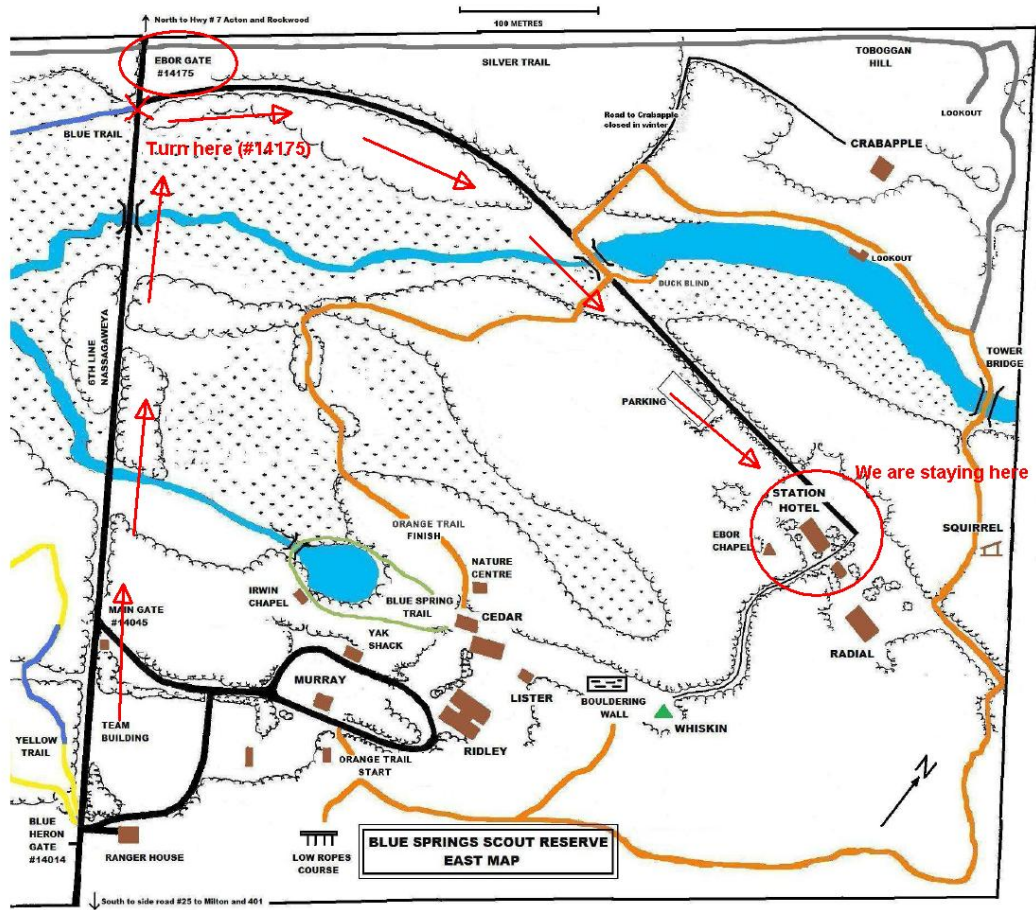 North to Hwy # 7 Acton and Rockwood
100 METRES
EBOR GATE
#14175
SILVER TRAIL
TOBOGGAN
HILL
LOOKOUT
BLUE TRAIL
Turn here (#14175)
Road to Crabapple
closed in winter
CRABAPPLE
LOOKOUT
DUCK BLIND
6TH LINE
NASSAGAWEYA
TOWER
BRIDGE
PARKING
We are staying here
STATION
HOTEL
ORANGE TRAIL
FINISH
EBOR
CHAPEL
SQUIRREL
NATURE
CENTRE
IRWIN
CHAPEL
BLUE SPRING
TRAIL
MAIN GATE
#14045
CEDAR
YAK
SHACK
RADIAL
MURRAY
LISTER
BOULDERING
WALL
WHISKIN
TEAM
BUILDING
RIDLEY
YELLOW
TRAIL
ORANGE TRAIL
START
N
BLUE
HERON
GATE
#14014
RANGER HOUSE
LOW ROPES
COURSE
BLUE SPRINGS SCOUT RESERVE
EAST MAP
South to side road #25 to Milton and 401